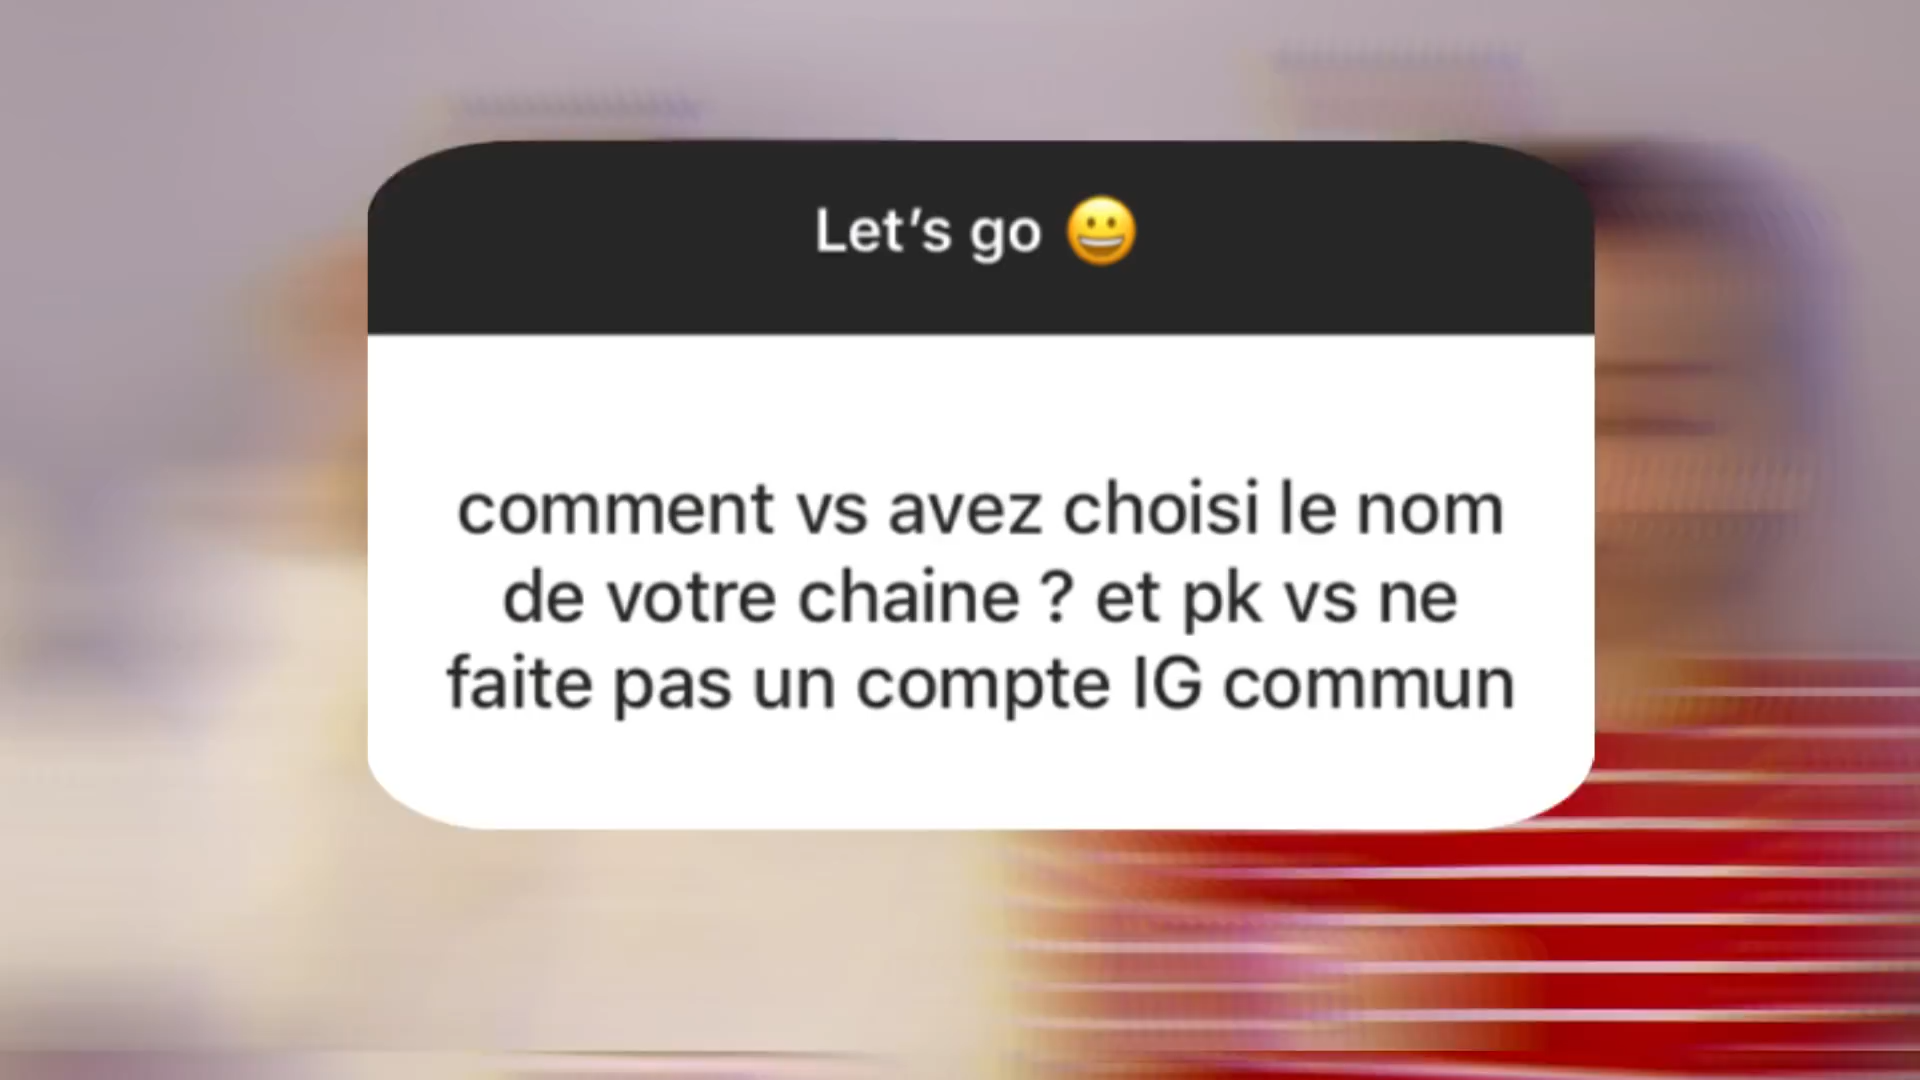 Let’s go 😀
comment vs avez choisi le nom
de votre chaine ? et pk vs ne
faite pas un compte IG commun